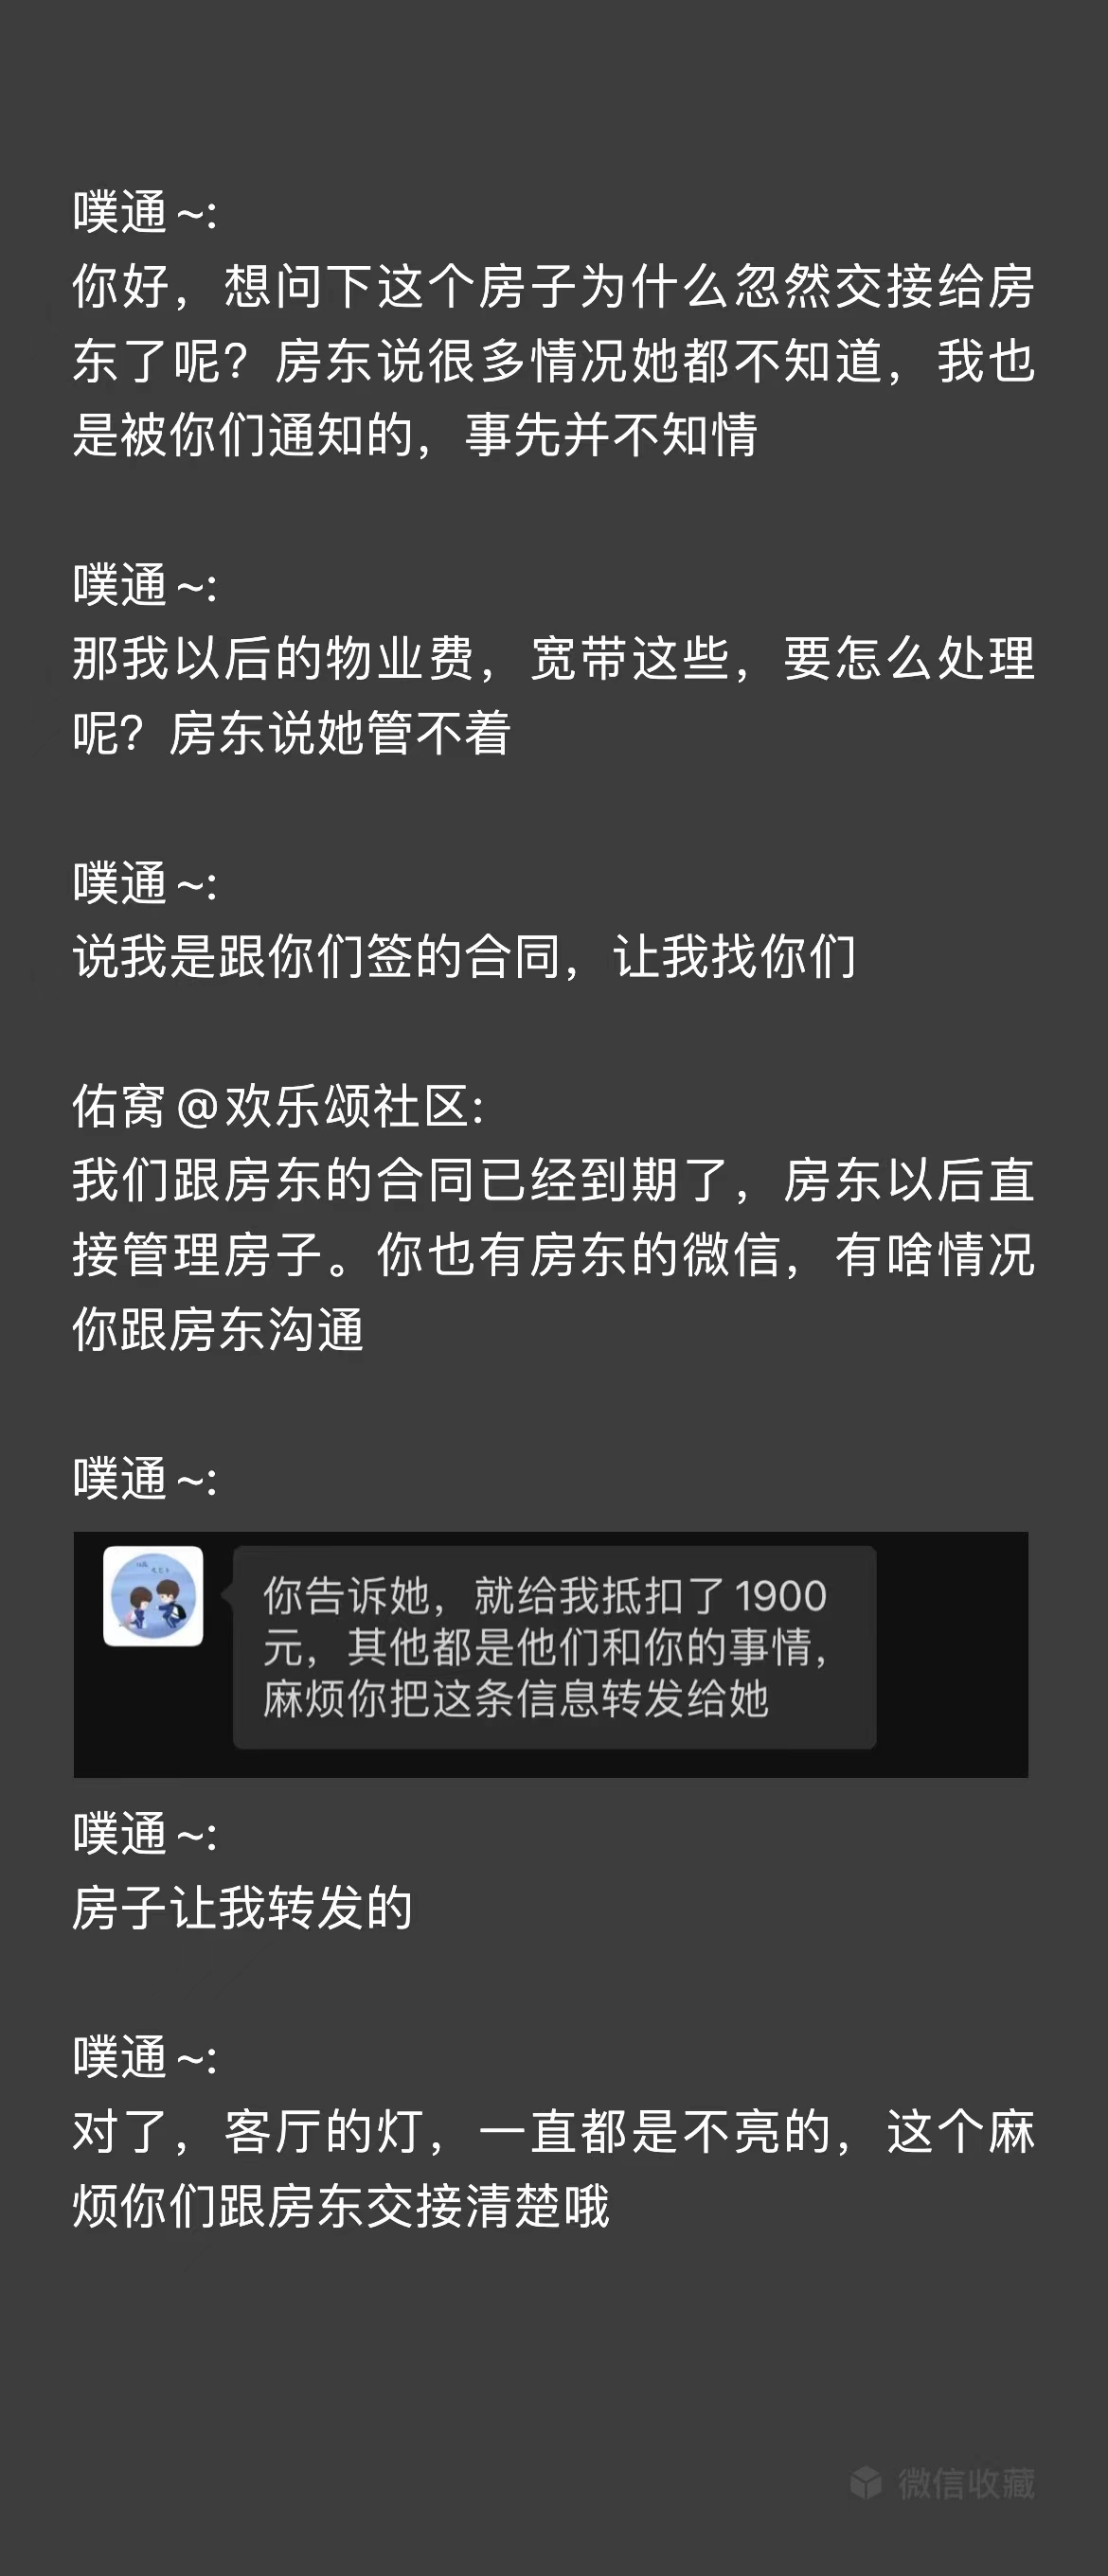 噗通~:
你好，想问下这个房子为什么忽然交接给房
东了呢？房东说很多情况她都不知道，我也
是被你们通知的，事先并不知情
噗通~:
那我以后的物业费，宽带这些，要怎么处理
呢？房东说她管不着
噗通~:
说我是跟你们签的合同，让我找你们
佑窝@欢乐颂社区:
我们跟房东的合同已经到期了，房东以后直
接管理房子。你也有房东的微信，有啥情况
你跟房东沟通
噗通~:
你告诉她，就给我抵扣了1900
元，其他都是他们和你的事情，
麻烦你把这条信息转发给她
噗通~:
房子让我转发的
噗通~:
对了，客厅的灯，一直都是不亮的，这个麻
烦你们跟房东交接清楚哦
微信收藏